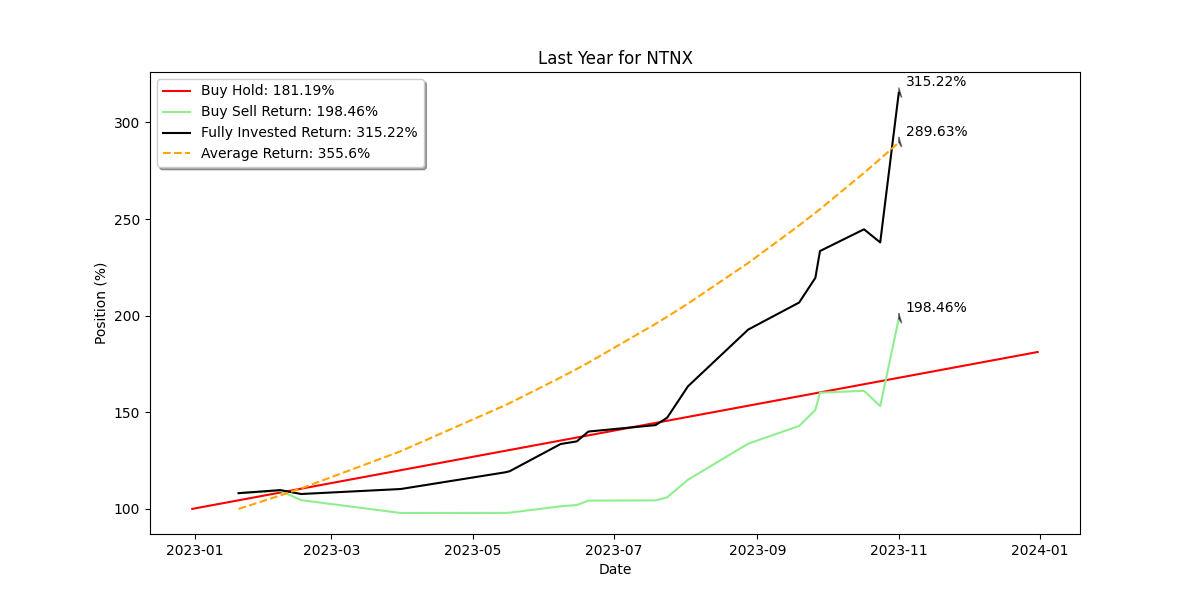 Last Year for NTNX
Buy Hold: 181.19%
Buy Sell Return: 198.46%
Fully Invested Return: 315.22%
Average Return: 355.6%
315.22%
289.63%
198.46%
300
250
200
150
100
Position (%)
2023-01 2023-03 2023-05 2023-07 2023-09 2023-11 2024-01
Date